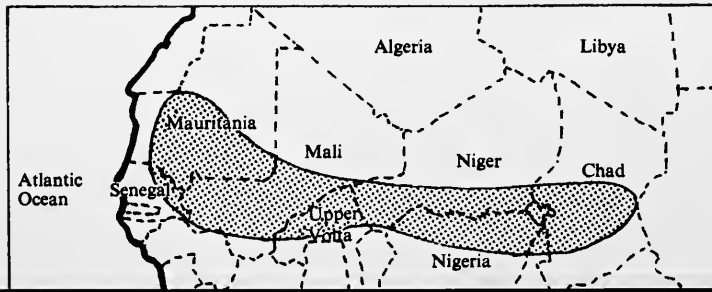 Algeria
Libya
Mauritania
Mali
Niger
Chad
Atlantic
Ocean
Senegal
Upper
Volta
Nigeria